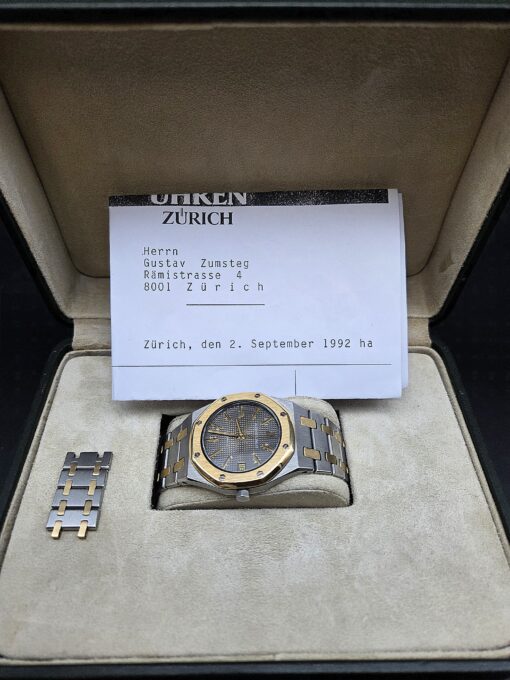 UHREN
ZÜRICH
Herrn
Gustav Zumsteg
Rämistrasse 4
8001 Zürich
Zürich, den 2. September 1992 ha